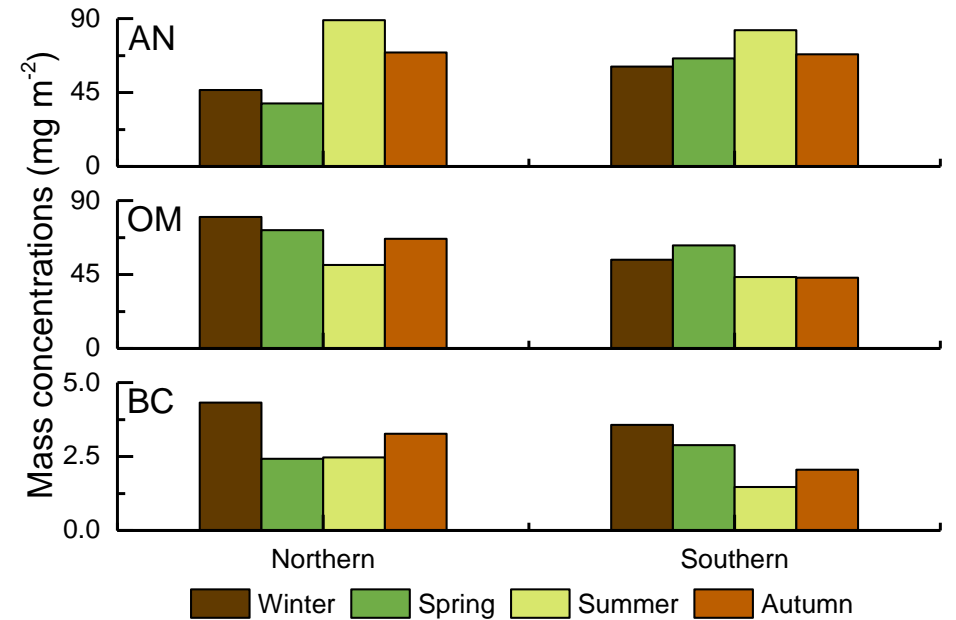 Mass concentrations (mg m⁻²)
90
AN
45
0
90
OM
45
0
5.0
BC
2.5
0.0
Northern Southern
Winter Spring Summer Autumn